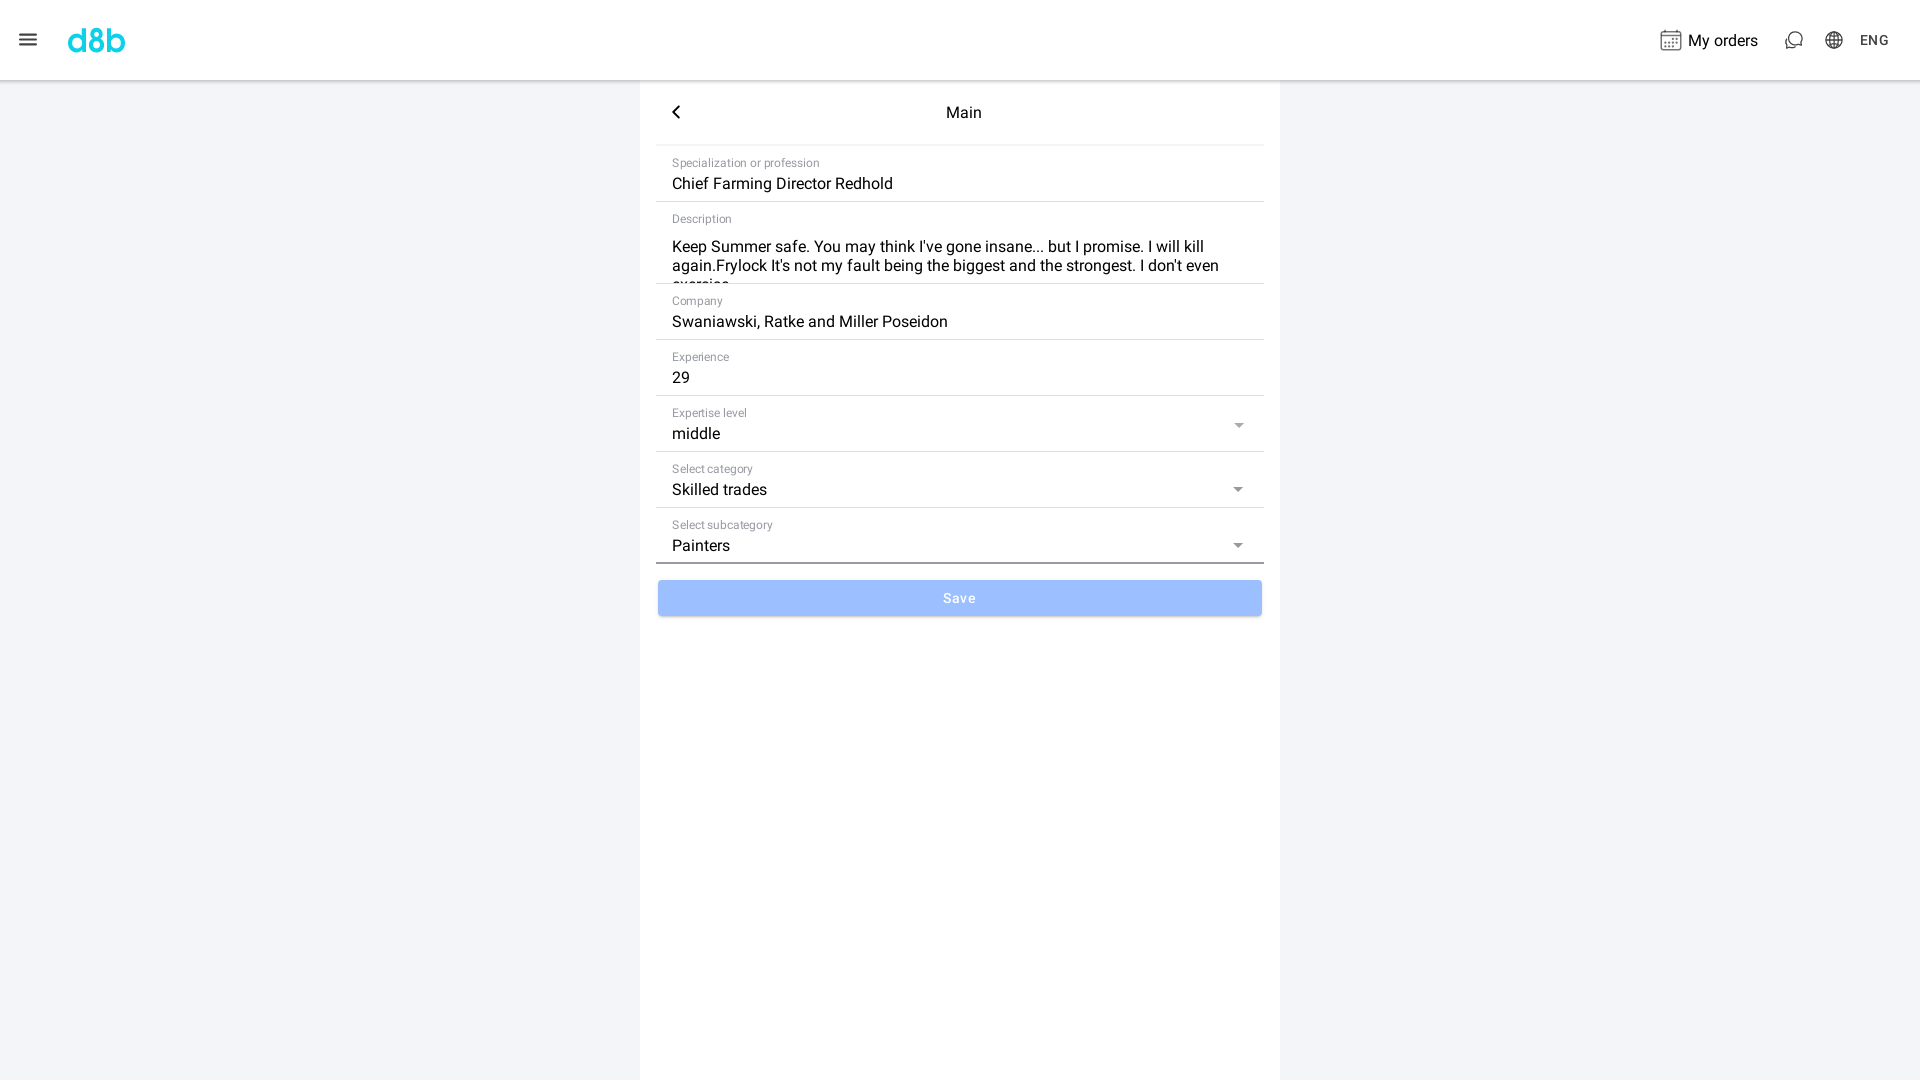 d8b
My orders
ENG
Main
Specialization or profession
Chief Farming Director Redhold
Description
Keep Summer safe. You may think I've gone insane... but I promise. I will kill
again.Frylock It's not my fault being the biggest and the strongest. I don't even
exercise
Company
Swaniawski, Ratke and Miller Poseidon
Experience
29
Expertise level
middle
Select category
Skilled trades
Select subcategory
Painters
Save